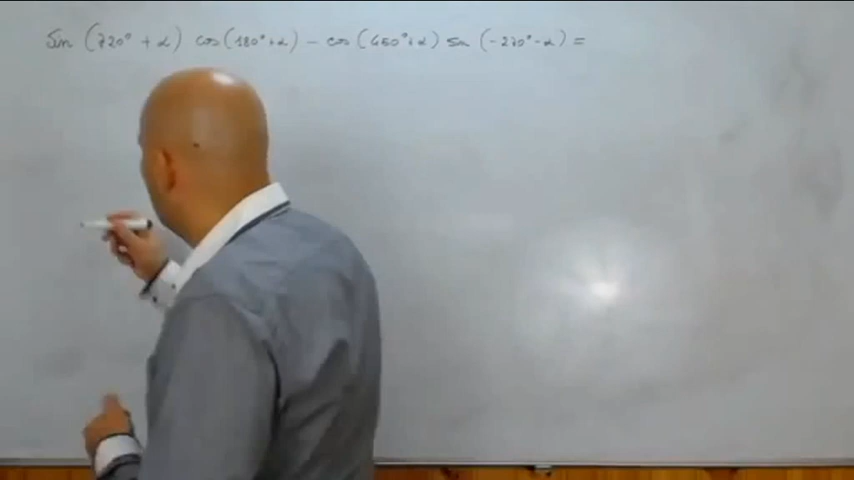 sin (720° + α) cos(180° + α) - cos(450° + α) sin (-270° - α) =